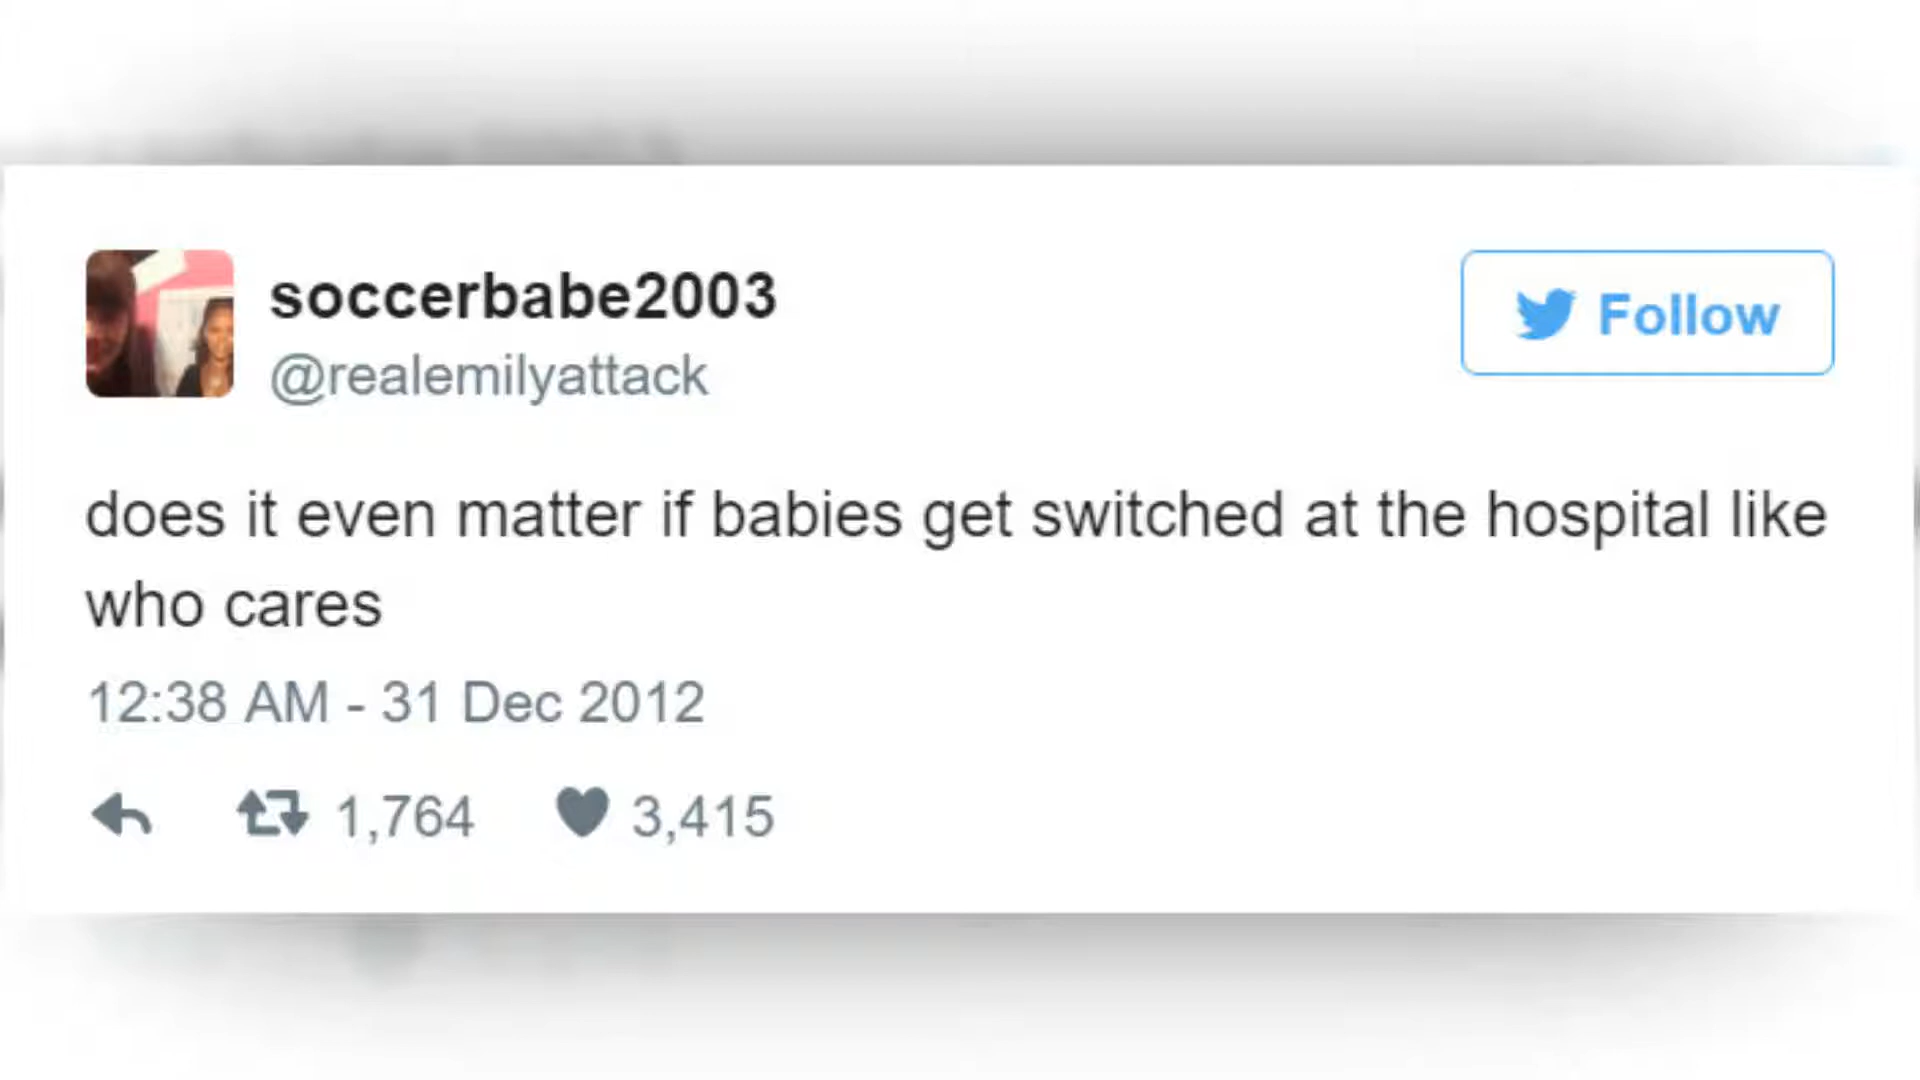 soccerbabe2003
Follow
@realemilyattack
does it even matter if babies get switched at the hospital like
who cares
12:38 AM - 31 Dec 2012
1,764 3,415